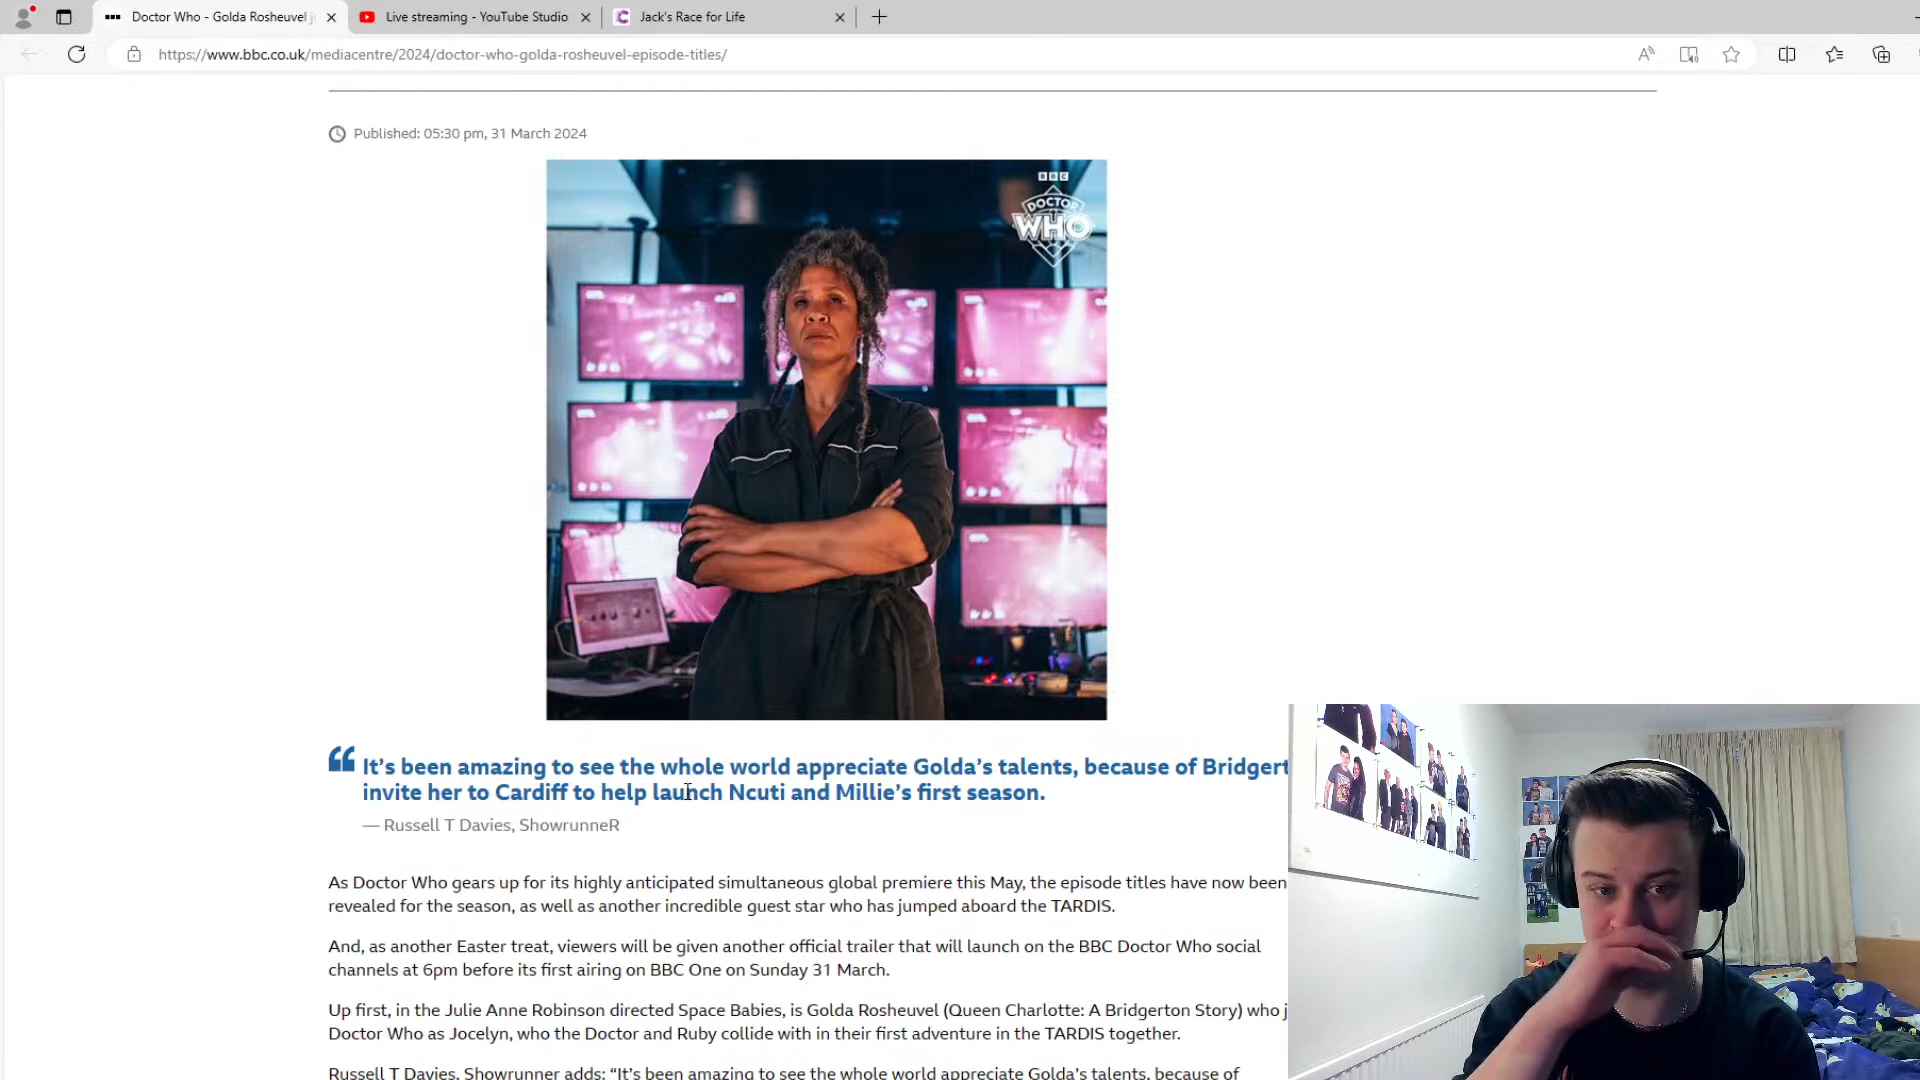 Doctor Who - Golda Rosheuvel j
Live streaming - YouTube Studio
Jack's Race for Life
https://www.bbc.co.uk/mediacentre/2024/doctor-who-golda-rosheuvel-episode-titles/
Published: 05:30 pm, 31 March 2024
BBC
DOCTOR
WHO
It's been amazing to see the whole world appreciate Golda's talents, because of Bridgert
invite her to Cardiff to help launch Ncuti and Millie's first season.
— Russell T Davies, ShowrunneR
As Doctor Who gears up for its highly anticipated simultaneous global premiere this May, the episode titles have now been
revealed for the season, as well as another incredible guest star who has jumped aboard the TARDIS.
And, as another Easter treat, viewers will be given another official trailer that will launch on the BBC Doctor Who social
channels at 6pm before its first airing on BBC One on Sunday 31 March.
Up first, in the Julie Anne Robinson directed Space Babies, is Golda Rosheuvel (Queen Charlotte: A Bridgerton Story) who j
Doctor Who as Jocelyn, who the Doctor and Ruby collide with in their first adventure in the TARDIS together.
Russell T Davies, Showrunner adds: "It's been amazing to see the whole world appreciate Golda's talents, because of